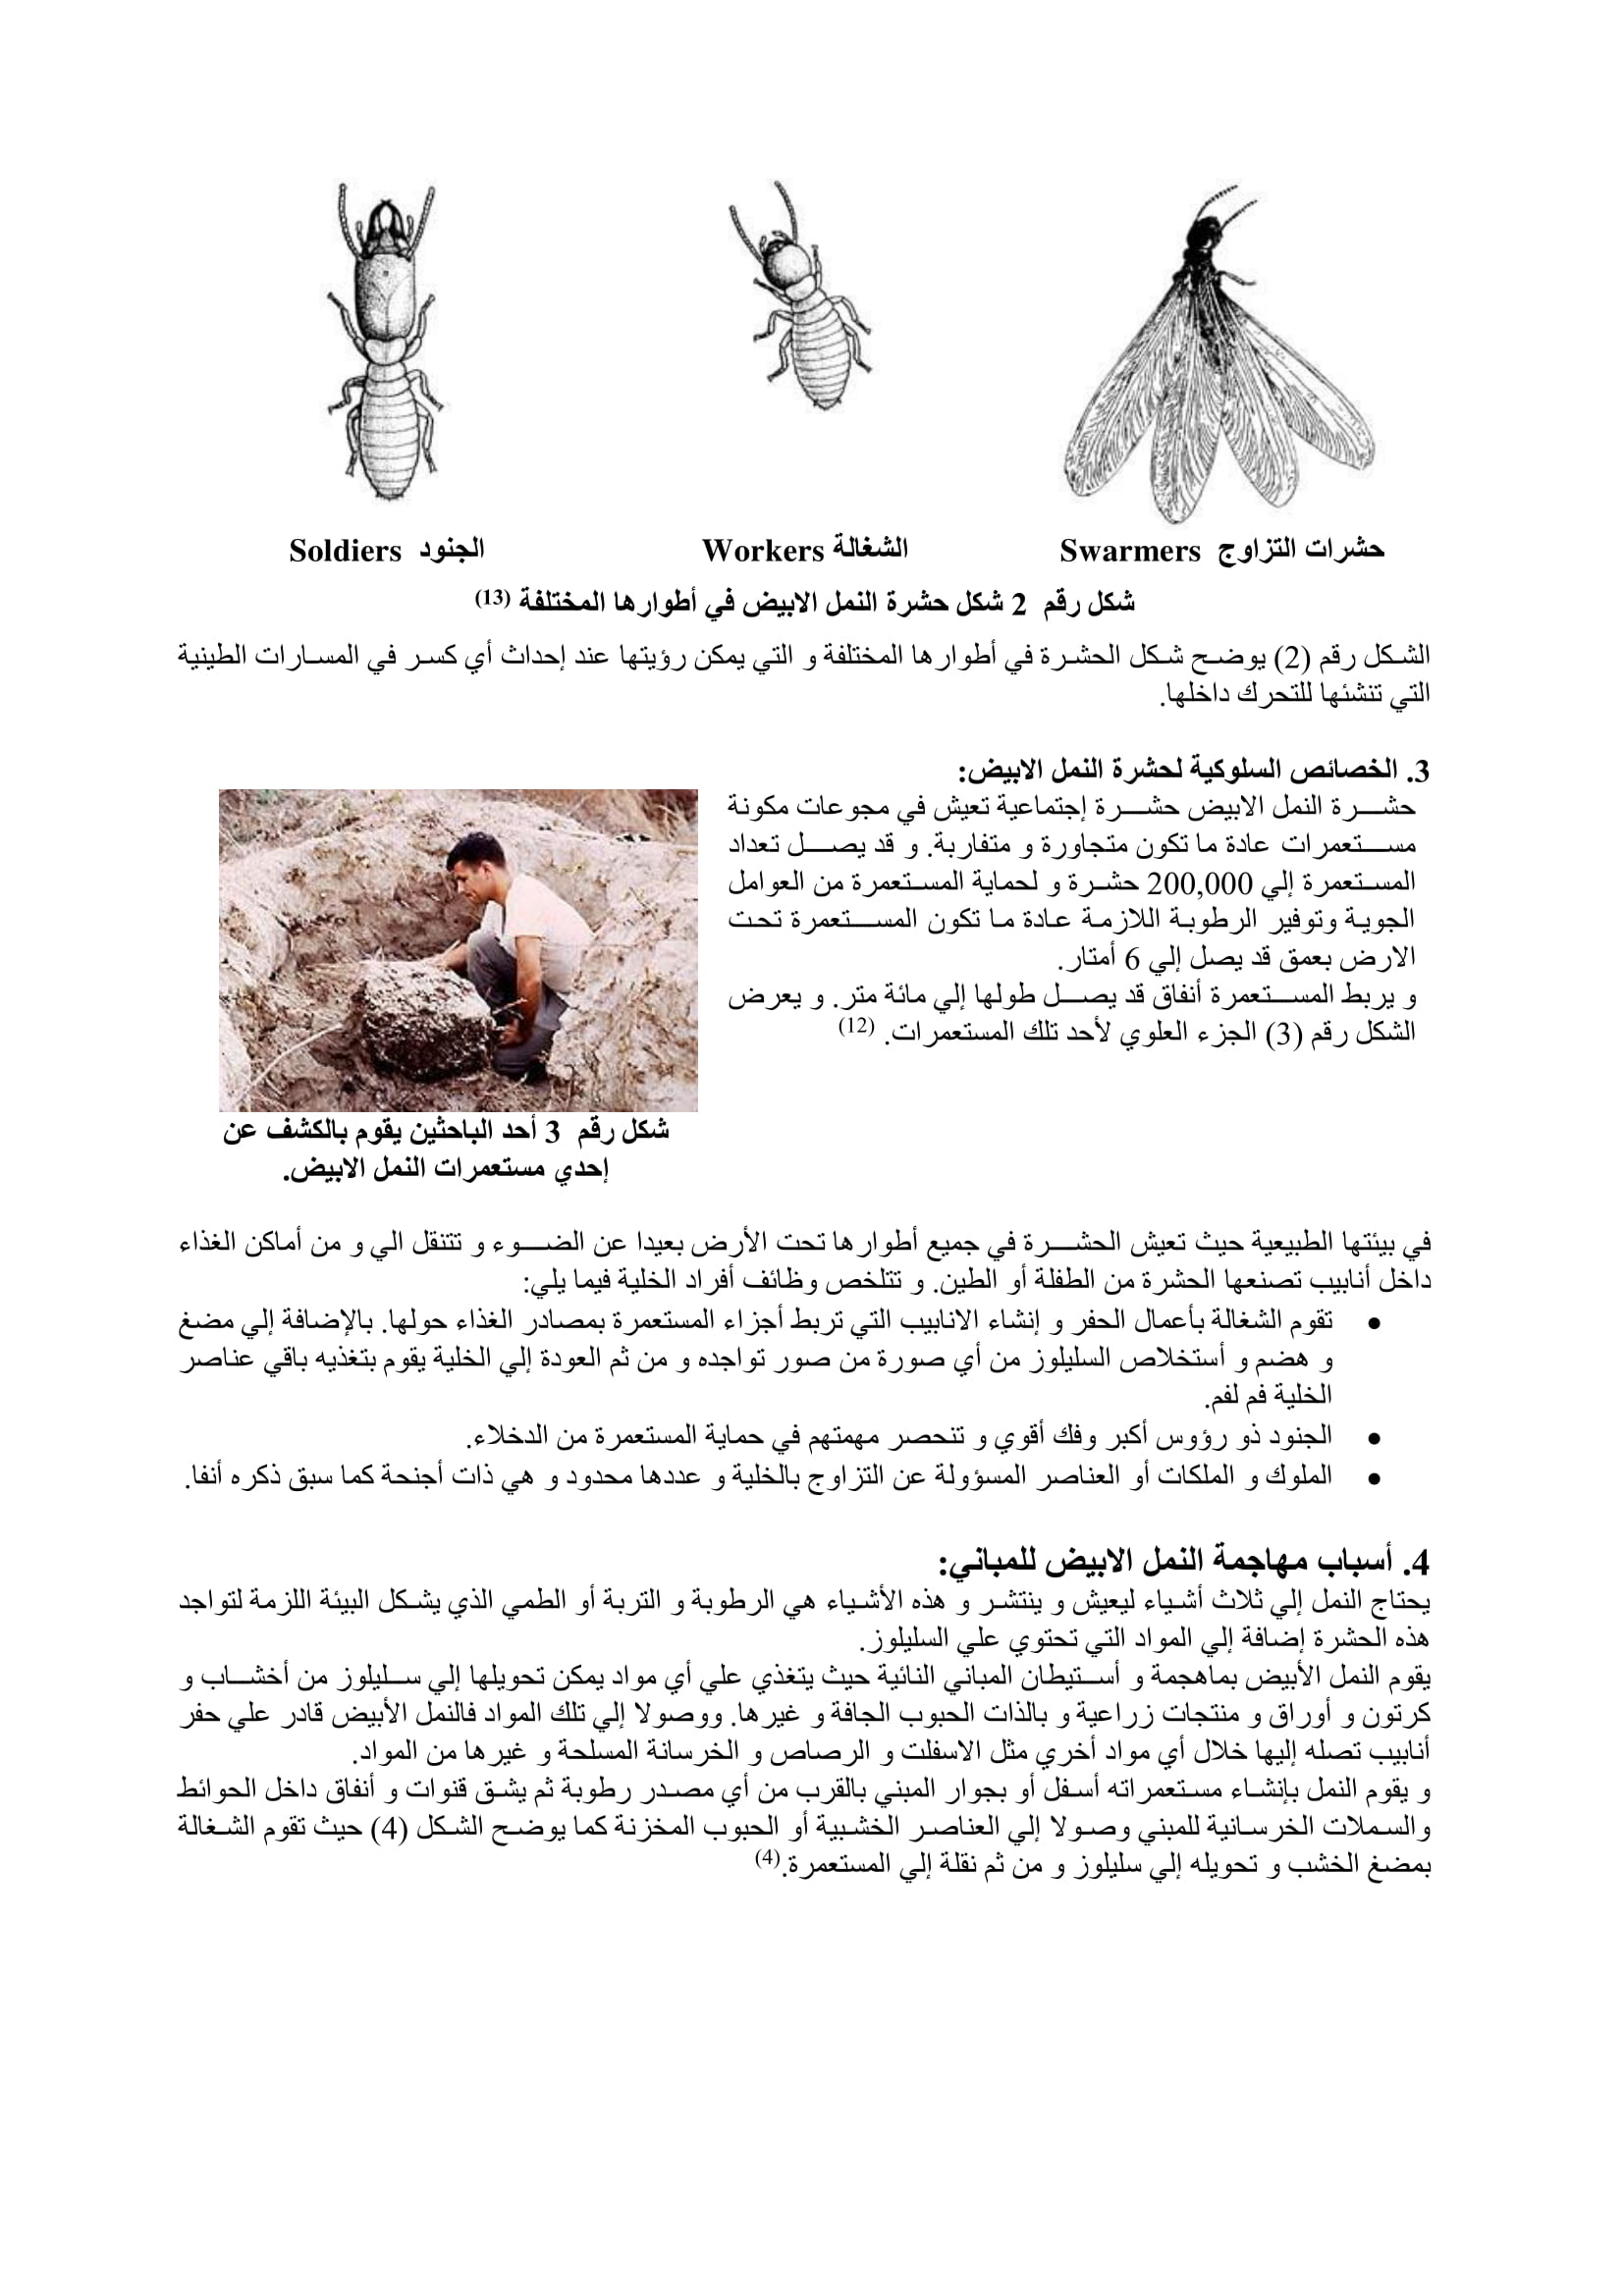 حشرات التزاوج Swarmers
الشغالة Workers
الجنود Soldiers
شكل رقم 2 شكل حشرة النمل الابيض في أطوارها المختلفة (13)
الشكل رقم (2) يوضح شكل الحشرة في أطوارها المختلفة و التي يمكن رؤيتها عند إحداث أي كسر في المسارات الطينية
التي تنشئها للتحرك داخلها.
3. الخصائص السلوكية لحشرة النمل الابيض:
حشرة النمل الابيض حشرة إجتماعية تعيش في مجوعات مكونة
مستعمرات عادة ما تكون متجاورة و متفاربة. و قد يصل تعداد
المستعمرة إلي 200,000 حشرة و لحماية المستعمرة من العوامل
الجوية وتوفير الرطوبة اللازمة عادة ما تكون المستعمرة تحت
الارض بعمق قد يصل إلي 6 أمتار.
و يربط المستعمرة أنفاق قد يصل طولها إلي مائة متر. و يعرض
الشكل رقم (3) الجزء العلوي لأحد تلك المستعمرات. (12)
شكل رقم 3 أحد الباحثين يقوم بالكشف عن
إحدي مستعمرات النمل الابيض.
في بيئتها الطبيعية حيث تعيش الحشرة في جميع أطوارها تحت الأرض بعيدا عن الضوء و تتنقل الي و من أماكن الغذاء
داخل أنابيب تصنعها الحشرة من الطفلة أو الطين. و تتلخص وظائف أفراد الخلية فيما يلي:
• تقوم الشغالة بأعمال الحفر و إنشاء الانابيب التي تربط أجزاء المستعمرة بمصادر الغذاء حولها. بالإضافة إلي مضغ
و هضم و أستخلاص السليلوز من أي صورة من صور تواجده و من ثم العودة إلي الخلية يقوم بتغذيه باقي عناصر
الخلية فم لفم.
• الجنود ذو رؤوس أكبر وفك أقوي و تنحصر مهمتهم في حماية المستعمرة من الدخلاء.
• الملوك و الملكات أو العناصر المسؤولة عن التزاوج بالخلية و عددها محدود و هي ذات أجنحة كما سبق ذكره أنفا.
4. أسباب مهاجمة النمل الابيض للمباني:
يحتاج النمل إلي ثلاث أشياء ليعيش و ينتشر و هذه الأشياء هي الرطوبة و التربة أو الطمي الذي يشكل البيئة اللزمة لتواجد
هذه الحشرة إضافة إلي المواد التي تحتوي علي السليلوز.
يقوم النمل الأبيض بماهجمة و أستيطان المباني النائية حيث يتغذي علي أي مواد يمكن تحويلها إلي سليلوز من أخشاب و
كرتون و أوراق و منتجات زراعية و بالذات الحبوب الجافة و غيرها. ووصولا إلي تلك المواد فالنمل الأبيض قادر علي حفر
أنابيب تصله إليها خلال أي مواد أخري مثل الاسفلت و الرصاص و الخرسانة المسلحة و غيرها من المواد.
و يقوم النمل بإنشاء مستعمراته أسفل أو بجوار المبني بالقرب من أي مصدر رطوبة ثم يشق قنوات و أنفاق داخل الحوائط
والسملات الخرسانية للمبني وصولا إلي العناصر الخشبية أو الحبوب المخزنة كما يوضح الشكل (4) حيث تقوم الشغالة
بمضغ الخشب و تحويله إلي سليلوز و من ثم نقلة إلي المستعمرة.(4)